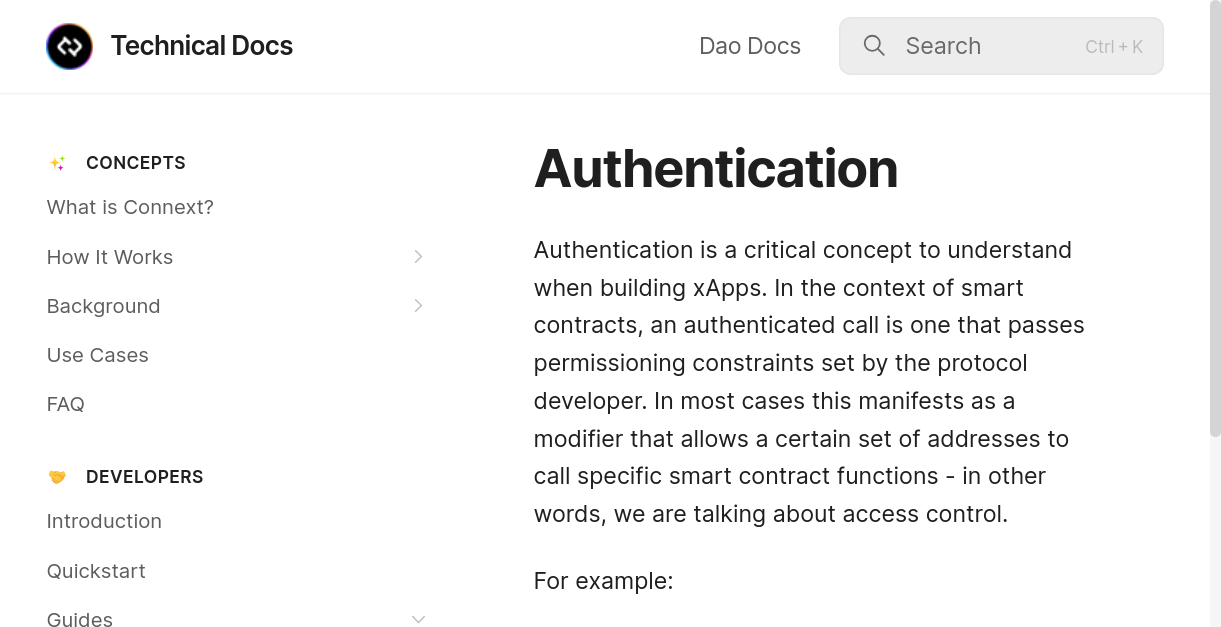 Technical Docs
Dao Docs
Search
Ctrl + K
CONCEPTS
What is Connext?
How It Works
Background
Use Cases
FAQ
DEVELOPERS
Introduction
Quickstart
Guides
Authentication
Authentication is a critical concept to understand
when building xApps. In the context of smart
contracts, an authenticated call is one that passes
permissioning constraints set by the protocol
developer. In most cases this manifests as a
modifier that allows a certain set of addresses to
call specific smart contract functions - in other
words, we are talking about access control.
For example: